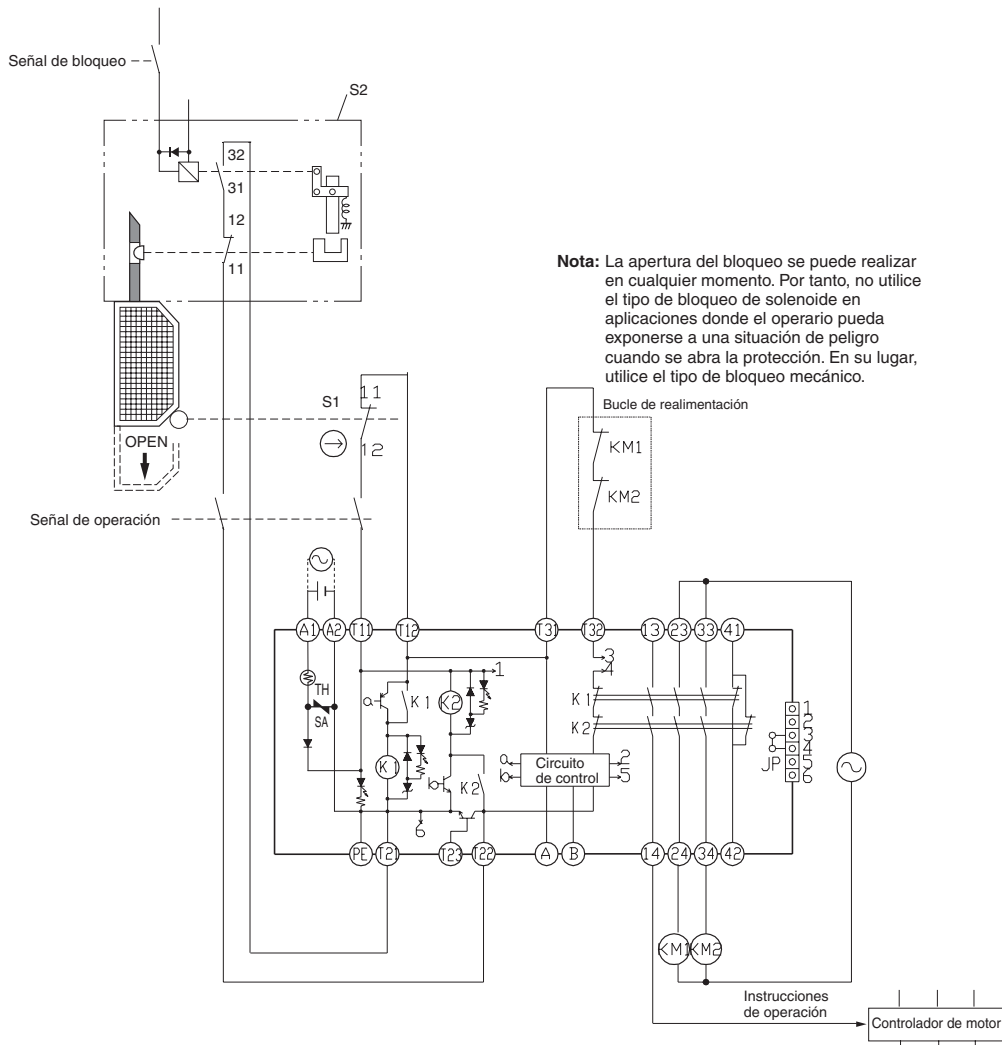 Señal de bloqueo
S2
32
31
12
11
Nota: La apertura del bloqueo se puede realizar
en cualquier momento. Por tanto, no utilice
el tipo de bloqueo de solenoide en
aplicaciones donde el operario pueda
exponerse a una situación de peligro
cuando se abra la protección. En su lugar,
utilice el tipo de bloqueo mecánico.
Bucle de realimentación
S1
11
12
KM1
KM2
OPEN
Señal de operación
A1 A2 T11 T12 T31 T32 13 23 33 41
1
3
4
TH
SA
a
K1
K2
K1
K2
K1
b
K2
a
b
Circuito
de control
2
5
6
1
2
3
4
5
6
JP
PE T21 T23 T22 A B 14 24 34 42
KM1 KM2
Instrucciones
de operación
Controlador de motor